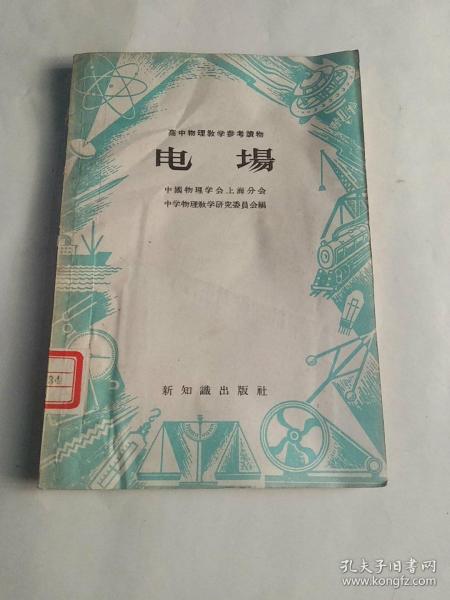 高中物理敎学参考讀物
电場
中國物理学会上海分会
中学物理敎学研究委員会編
新知識出版社
孔夫子旧书网
www.kongfz.com